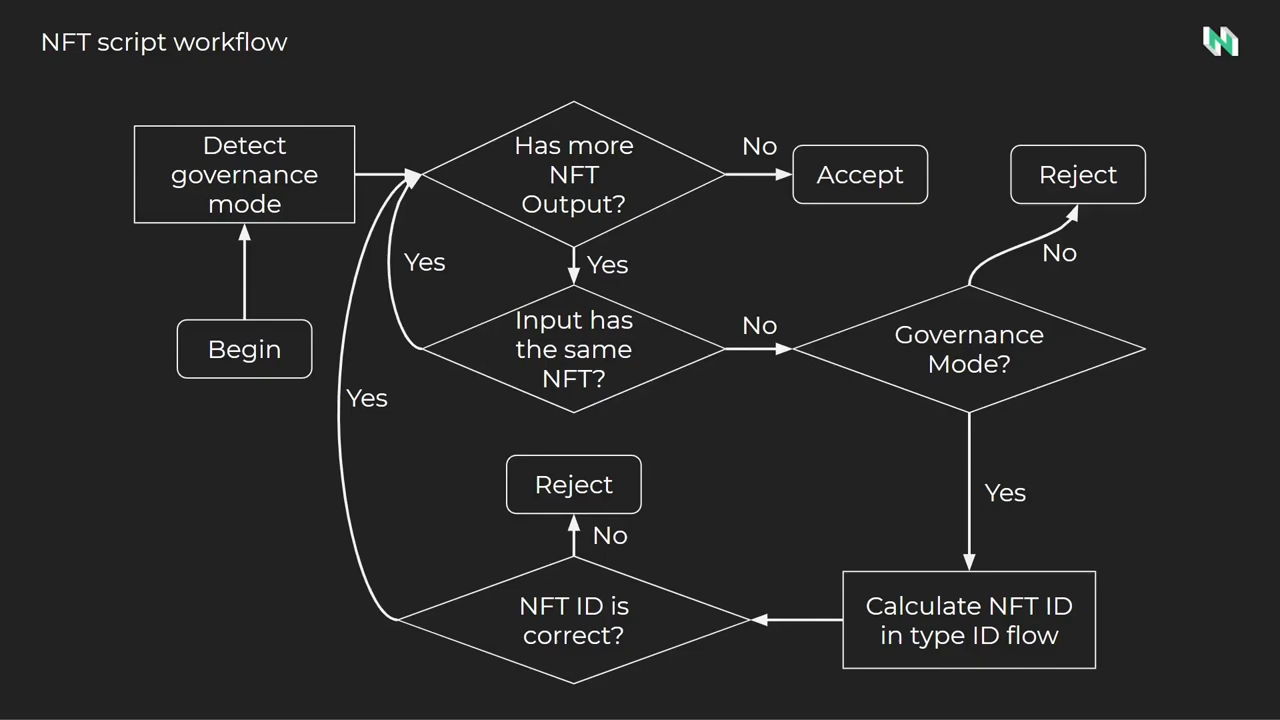 NFT script workflow
Detect
governance
mode
Has more
NFT
Output?
No
Accept
Reject
Yes
Yes
No
Begin
Input has
the same
NFT?
No
Governance
Mode?
Yes
Reject
Yes
No
NFT ID is
correct?
Calculate NFT ID
in type ID flow